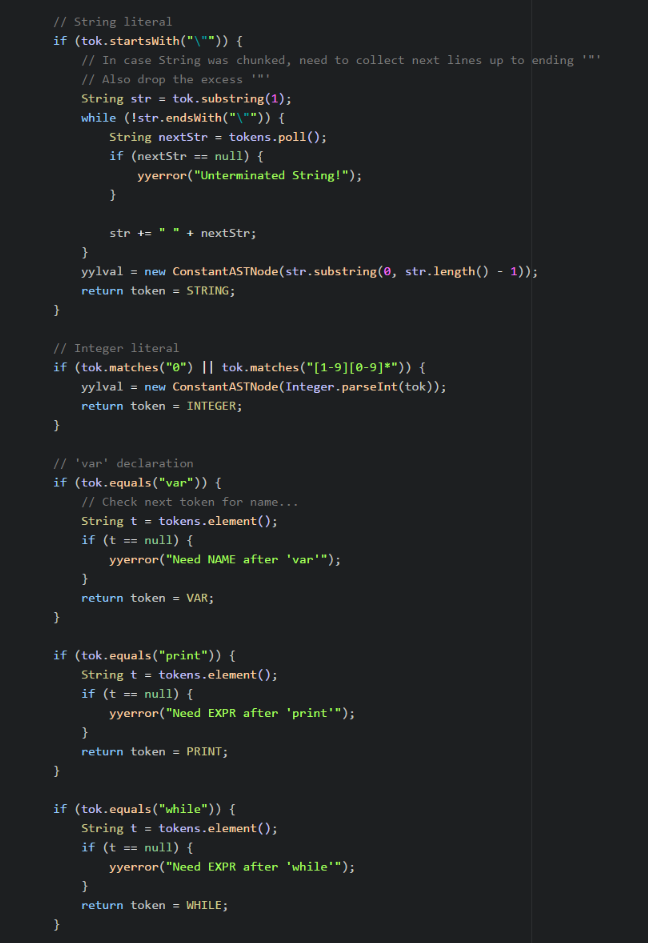 // String literal
if (tok.startsWith("\"")) {
// In case String was chunked, need to collect next lines up to ending '"'
// Also drop the excess '"'
String str = tok.substring(1);
while (!str.endsWith("\"")) {
String nextStr = tokens.poll();
if (nextStr == null) {
yyerror("Unterminated String!");
}
str += " " + nextStr;
}
yylval = new ConstantASTNode(str.substring(0, str.length() - 1));
return token = STRING;
}
// Integer literal
if (tok.matches("0") || tok.matches("[1-9][0-9]*")) {
yylval = new ConstantASTNode(Integer.parseInt(tok));
return token = INTEGER;
}
// 'var' declaration
if (tok.equals("var")) {
// Check next token for name...
String t = tokens.element();
if (t == null) {
yyerror("Need NAME after 'var'");
}
return token = VAR;
}
if (tok.equals("print")) {
String t = tokens.element();
if (t == null) {
yyerror("Need EXPR after 'print'");
}
return token = PRINT;
}
if (tok.equals("while")) {
String t = tokens.element();
if (t == null) {
yyerror("Need EXPR after 'while'");
}
return token = WHILE;
}